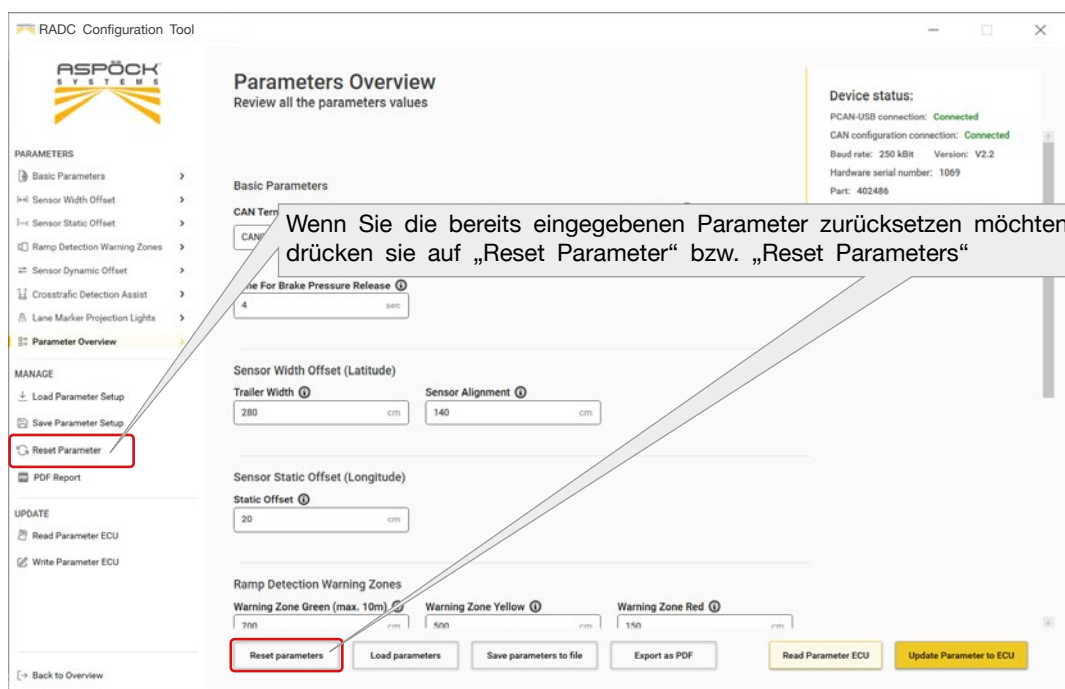 RADC Configuration Tool
ASPÖCK
SYSTEMS
PARAMETERS
Basic Parameters
Sensor Width Offset
Sensor Static Offset
Ramp Detection Warning Zones
Sensor Dynamic Offset
Crosstrafic Detection Assist
Lane Marker Projection Lights
Parameter Overview
MANAGE
Load Parameter Setup
Save Parameter Setup
Reset Parameter
PDF Report
UPDATE
Read Parameter ECU
Write Parameter ECU
Back to Overview
Parameters Overview
Review all the parameters values
Device status:
PCAN-USB connection: Connected
CAN configuration connection: Connected
Baud rate: 250 kBit Version: V2.2
Hardware serial number: 1069
Part: 402486
Basic Parameters
CAN
Wenn Sie die bereits eingegebenen Parameter zurücksetzen möchten
drücken sie auf „Reset Parameter“ bzw. „Reset Parameters“
For Brake Pressure Release
4 sec
Sensor Width Offset (Latitude)
Trailer Width Sensor Alignment
280 cm 140 cm
Sensor Static Offset (Longitude)
Static Offset
20 cm
Ramp Detection Warning Zones
Warning Zone Green (max. 10m) Warning Zone Yellow Warning Zone Red
700 cm 500 cm 150 cm
Reset parameters Load parameters Save parameters to file Export as PDF Read Parameter ECU Update Parameter to ECU